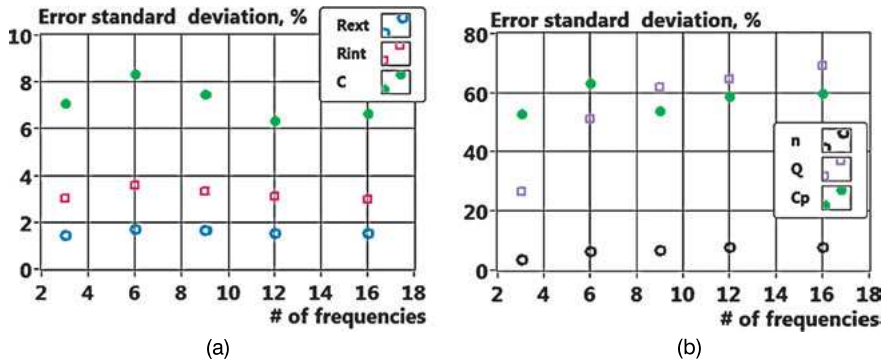 Error standard deviation, %
10
8
6
4
2
0
2 4 6 8 10 12 14 16 18
# of frequencies
Rext
Rint
C
(a)
Error standard deviation, %
80
60
40
20
0
2 4 6 8 10 12 14 16 18
# of frequencies
n
Q
Cp
(b)